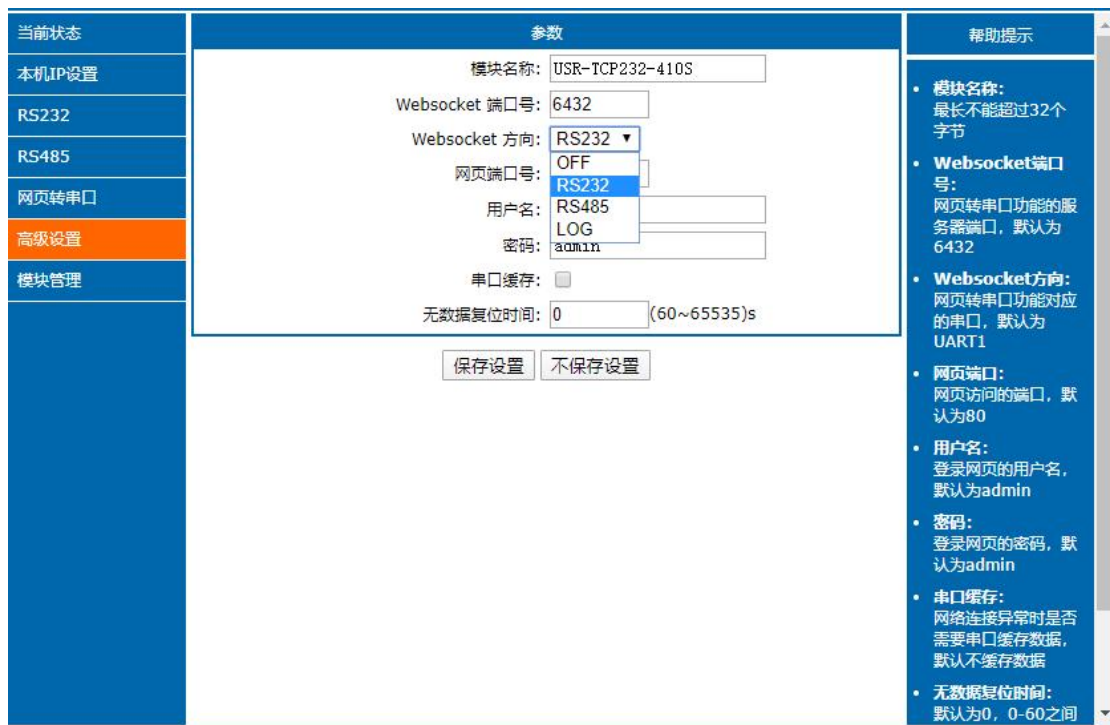 当前状态
本机IP设置
RS232
RS485
网页转串口
高级设置
模块管理
参数
模块名称: USR-TCP232-410S
Websocket 端口号: 6432
Websocket 方向: RS232
OFF
RS232
RS485
LOG
网页端口号:
用户名:
密码: admin
串口缓存:
无数据复位时间: 0 (60~65535)s
保存设置 不保存设置
帮助提示
• 模块名称:
最长不能超过32个
字节
• Websocket端口
号:
网页转串口功能的服
务器端口，默认为
6432
• Websocket方向:
网页转串口功能对应
的串口，默认为
UART1
• 网页端口:
网页访问的端口，默
认为80
• 用户名:
登录网页的用户名，
默认为admin
• 密码:
登录网页的密码，默
认为admin
• 串口缓存:
网络连接异常时是否
需要串口缓存数据，
默认不缓存数据
• 无数据复位时间:
默认为0，0-60之间